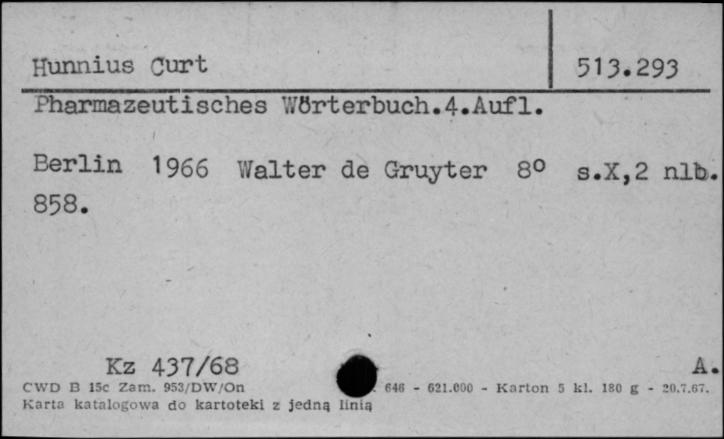 Hunnius Curt 513.293
Pharmazeutisches Wörterbuch.4.Aufl.
Berlin 1966 Walter de Gruyter 8º s.X,2 nlb.
858.
Kz 437/68 A.
CWD B 15c Zam. 953/DW/On 646 - 621.000 - Karton 5 kl. 180 g - 20.7.67.
Karta katalogowa do kartoteki z jedną linią